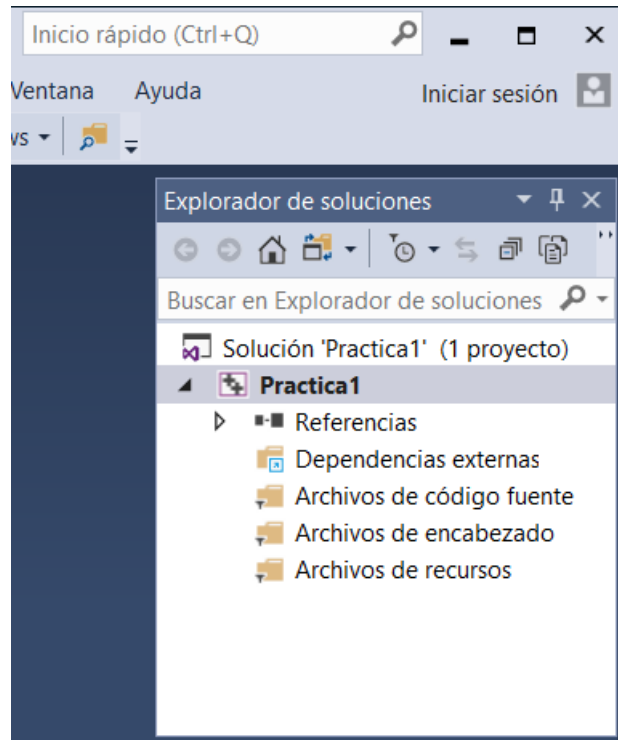 Inicio rápido (Ctrl+Q)
Ventana Ayuda Iniciar sesión
ws
Explorador de soluciones
Buscar en Explorador de soluciones
Solución 'Practica1' (1 proyecto)
Practica1
Referencias
Dependencias externas
Archivos de código fuente
Archivos de encabezado
Archivos de recursos